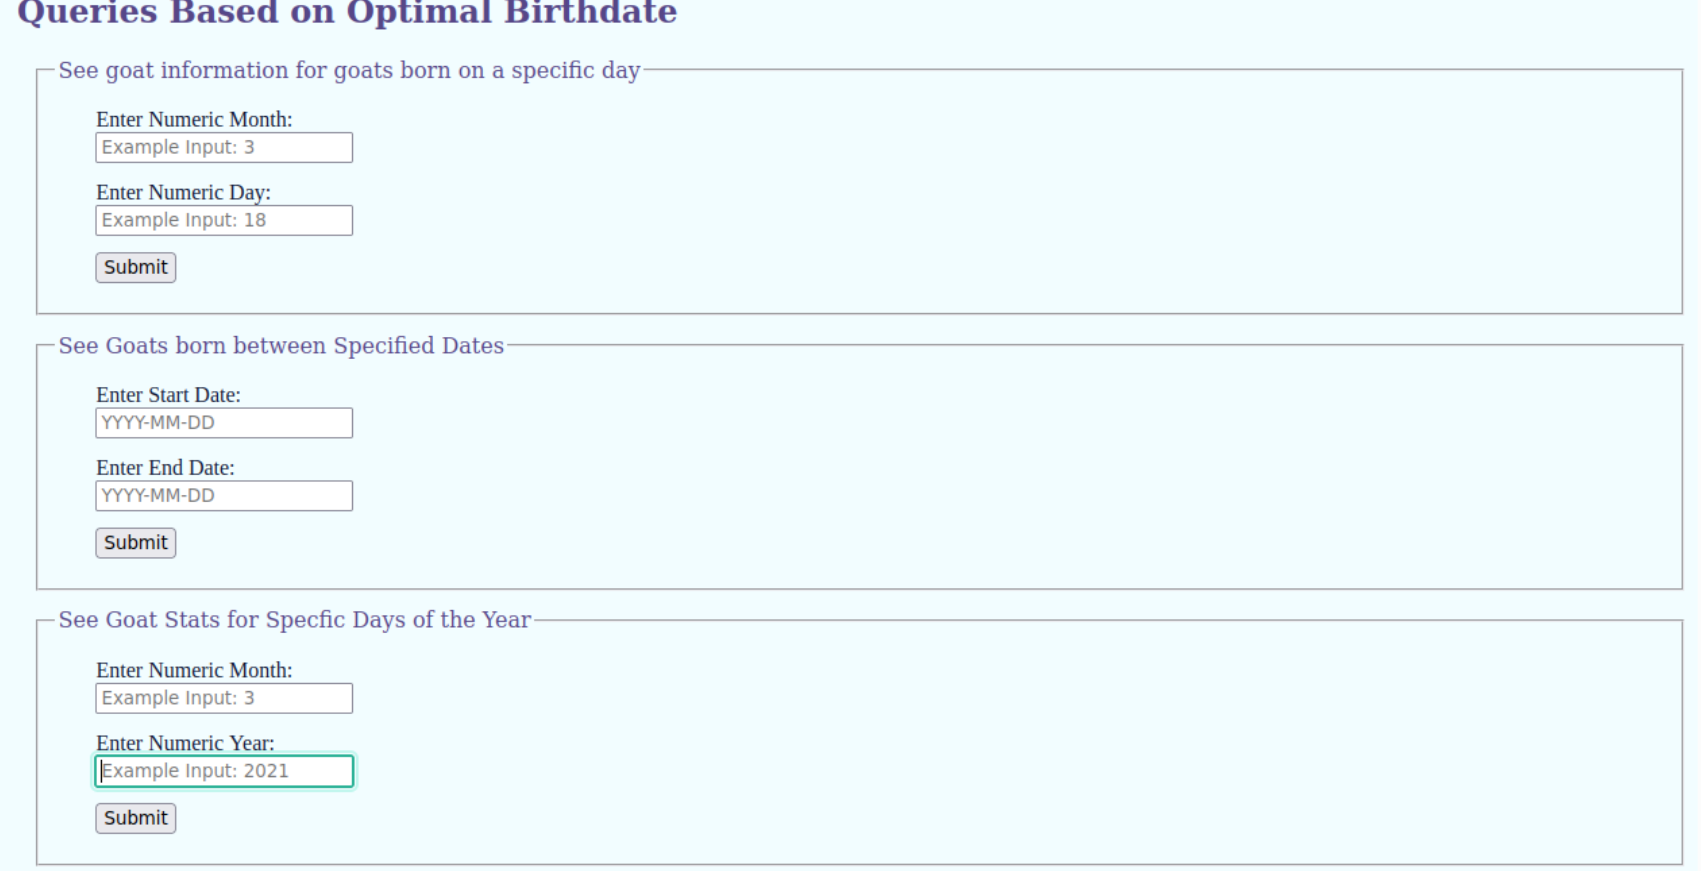 Queries Based on Optimal Birthdate
See goat information for goats born on a specific day
Enter Numeric Month:
Example Input: 3
Enter Numeric Day:
Example Input: 18
Submit
See Goats born between Specified Dates
Enter Start Date:
YYYY-MM-DD
Enter End Date:
YYYY-MM-DD
Submit
See Goat Stats for Specfic Days of the Year
Enter Numeric Month:
Example Input: 3
Enter Numeric Year:
Example Input: 2021
Submit